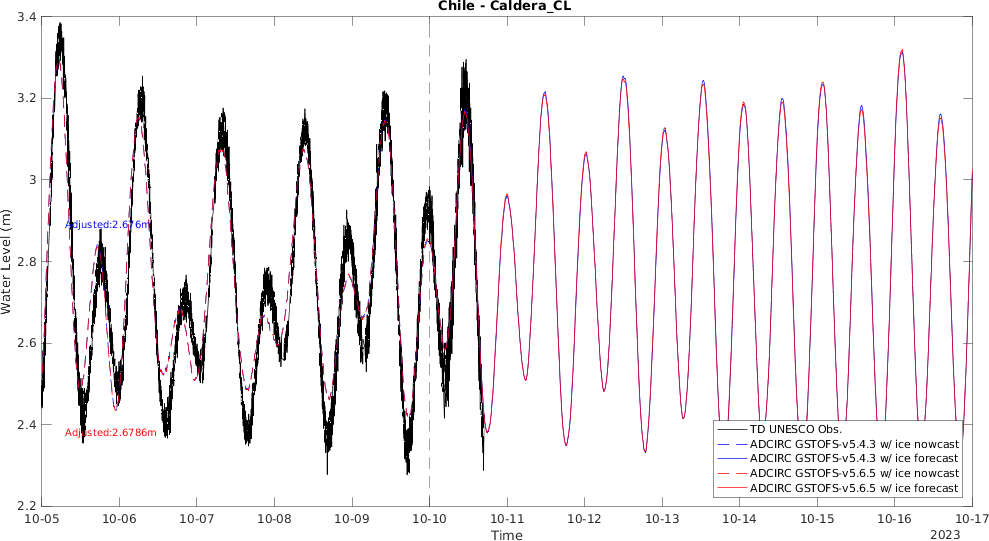 Chile - Caldera_CL
3.4
3.2
3
2.8
2.6
2.4
2.2
Water Level (m)
Adjusted:2.676m
Adjusted:2.6786m
TD UNESCO Obs.
ADCIRC GSTOFS-v5.4.3 w/ ice nowcast
ADCIRC GSTOFS-v5.4.3 w/ ice forecast
ADCIRC GSTOFS-v5.6.5 w/ ice nowcast
ADCIRC GSTOFS-v5.6.5 w/ ice forecast
10-05 10-06 10-07 10-08 10-09 10-10 10-11 10-12 10-13 10-14 10-15 10-16 10-17
Time
2023